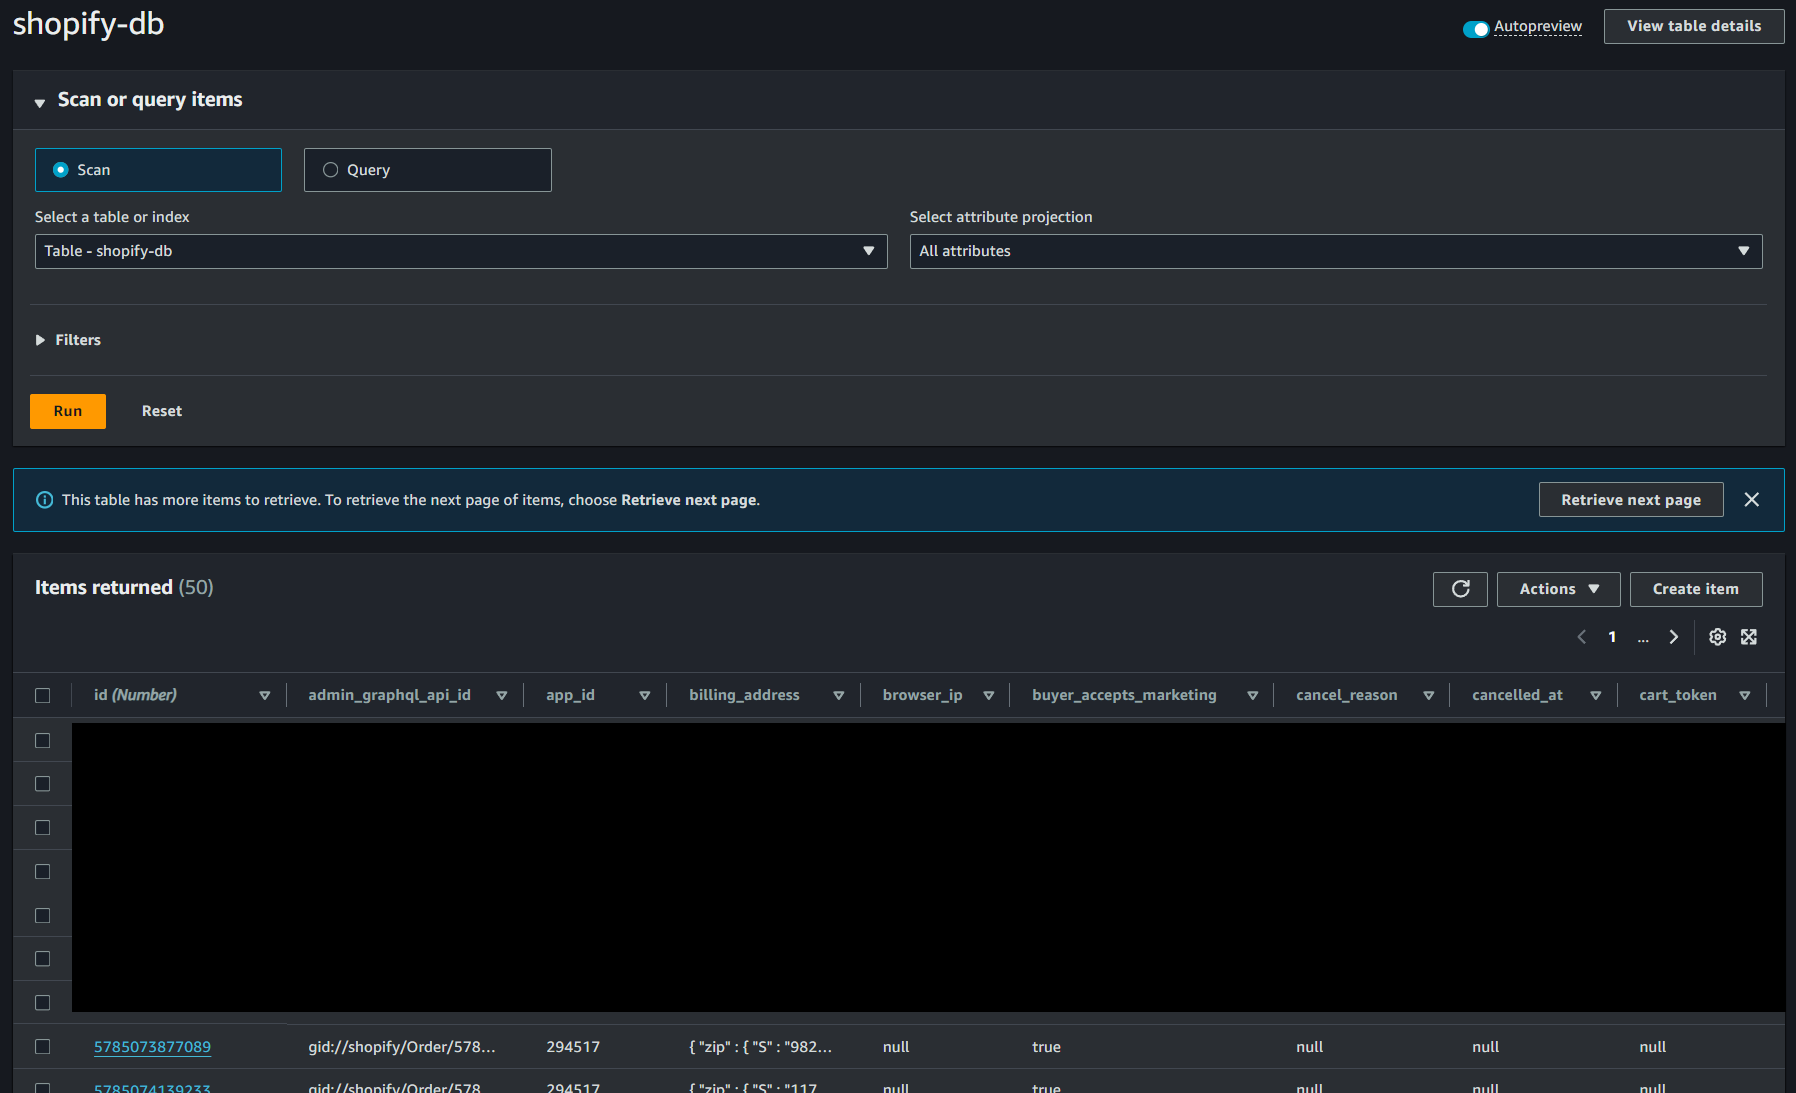 shopify-db
Autopreview
View table details
Scan or query items
Scan
Query
Select a table or index
Select attribute projection
Table - shopify-db
All attributes
Filters
Run
Reset
This table has more items to retrieve. To retrieve the next page of items, choose Retrieve next page.
Retrieve next page
Items returned (50)
Actions
Create item
1 ...
id (Number) admin_graphql_api_id app_id billing_address browser_ip buyer_accepts_marketing cancel_reason cancelled_at cart_token
5785073877089 gid://shopify/Order/578... 294517 { "zip" : { "S" : "982... null true null null null
5785074139233 gid://shopify/Order/578 294517 { "zip" : { "S" : "117 null true null null null